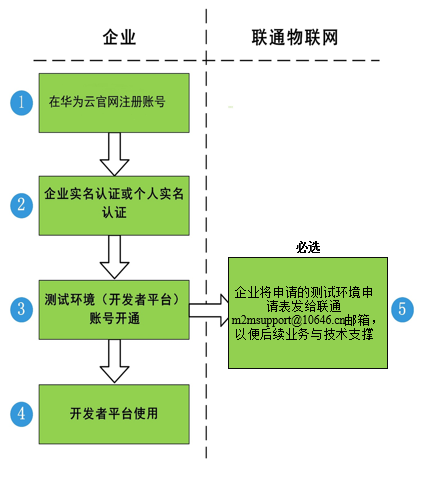 企业
联通物联网
1
在华为云官网注册账号
2
企业实名认证或个人实名
认证
3
测试环境（开发者平台）
账号开通
4
开发者平台使用
必选
企业将申请的测试环境申
请表发给联通
m2msupport@10646.cn邮箱，
以便后续业务与技术支撑
5